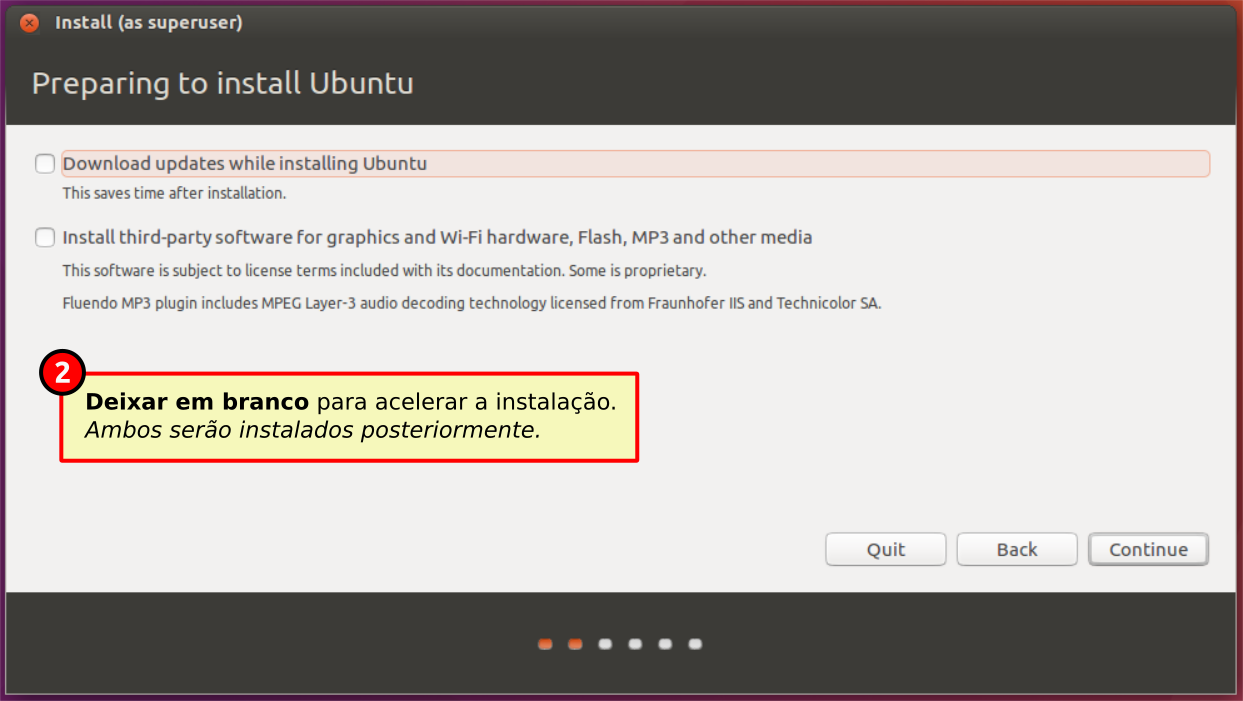 Install (as superuser)
Preparing to install Ubuntu
Download updates while installing Ubuntu
This saves time after installation.
Install third-party software for graphics and Wi-Fi hardware, Flash, MP3 and other media
This software is subject to license terms included with its documentation. Some is proprietary.
Fluendo MP3 plugin includes MPEG Layer-3 audio decoding technology licensed from Fraunhofer IIS and Technicolor SA.
2
Deixar em branco para acelerar a instalação.
Ambos serão instalados posteriormente.
Quit Back Continue